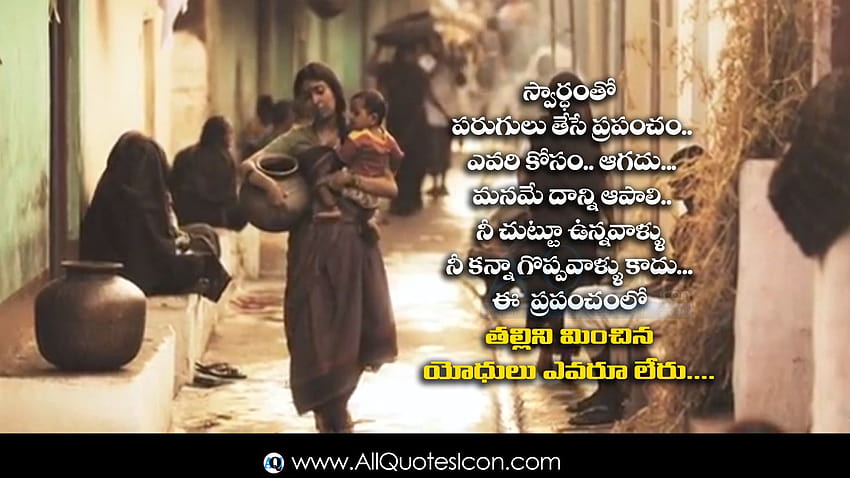 స్వార్ధంతో
పరుగులు తేసే ప్రపంచం..
ఎవరి కోసం.. ఆగదు...
మనమే దాన్ని ఆపాలి..
నీ చుట్టూ ఉన్నవాళ్ళు
నీ కన్నా గొప్పవాళ్ళు కాదు...
ఈ ప్రపంచంలో
తల్లిని మించిన
యోధులు ఎవరూ లేరు....
www.AllQuotesIcon.com